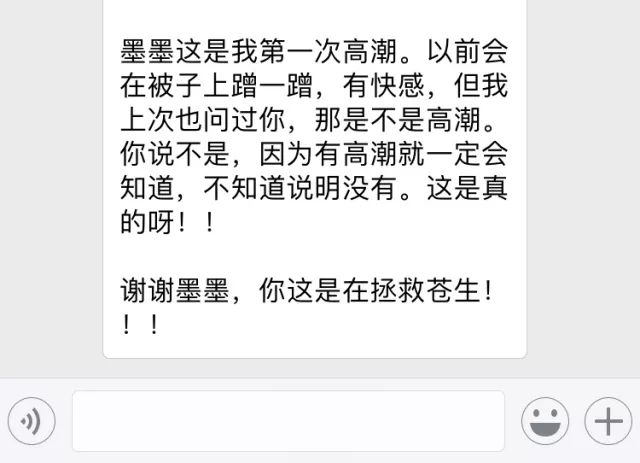 墨墨这是我第一次高潮。以前会
在被子上蹭一蹭，有快感，但我
上次也问过你，那是不是高潮。
你说不是，因为有高潮就一定会
知道，不知道说明没有。这是真
的呀！！
谢谢墨墨，你这是在拯救苍生！
！！